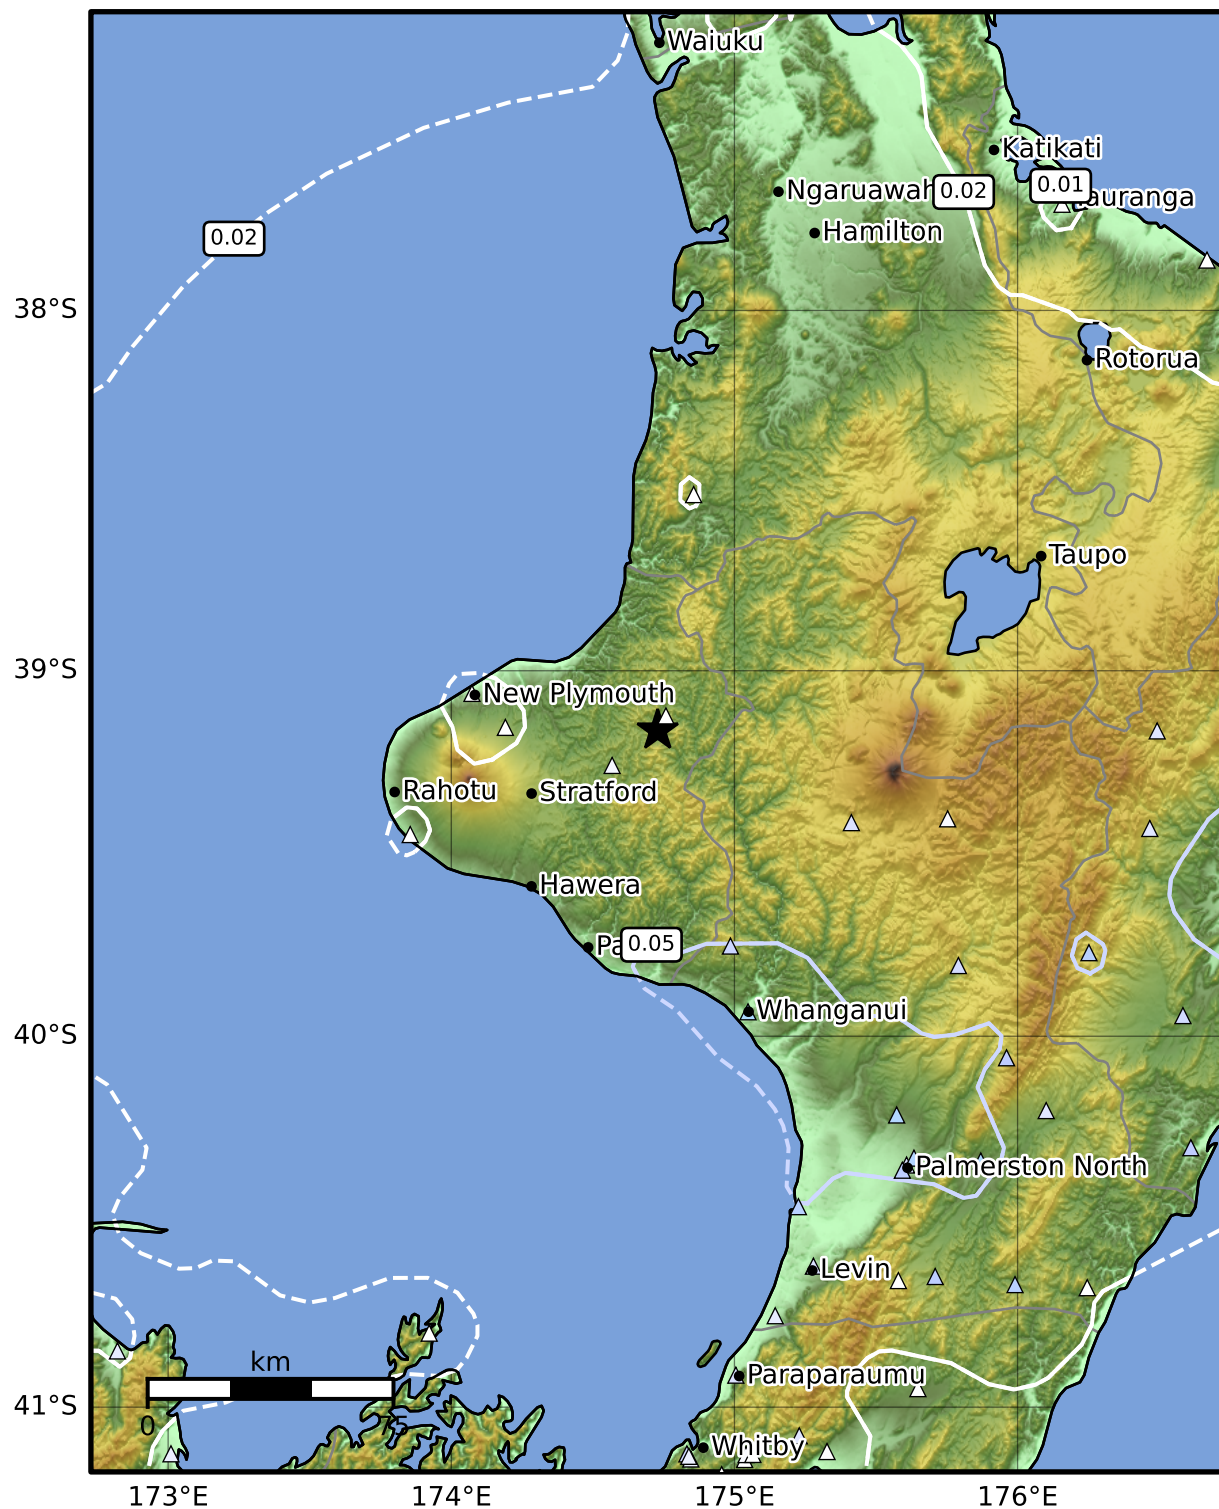 Waiuku
Katikati
Ngaruawah
0.02
0.01
auranga
Hamilton
0.02
38°S
Rotorua
Taupo
39°S
New Plymouth
Rahotu
Stratford
Hawera
Pa
0.05
Whanganui
40°S
Palmerston North
Levin
km
Paraparaumu
0
41°S
Whitby
173°E
174°E
175°E
176°E